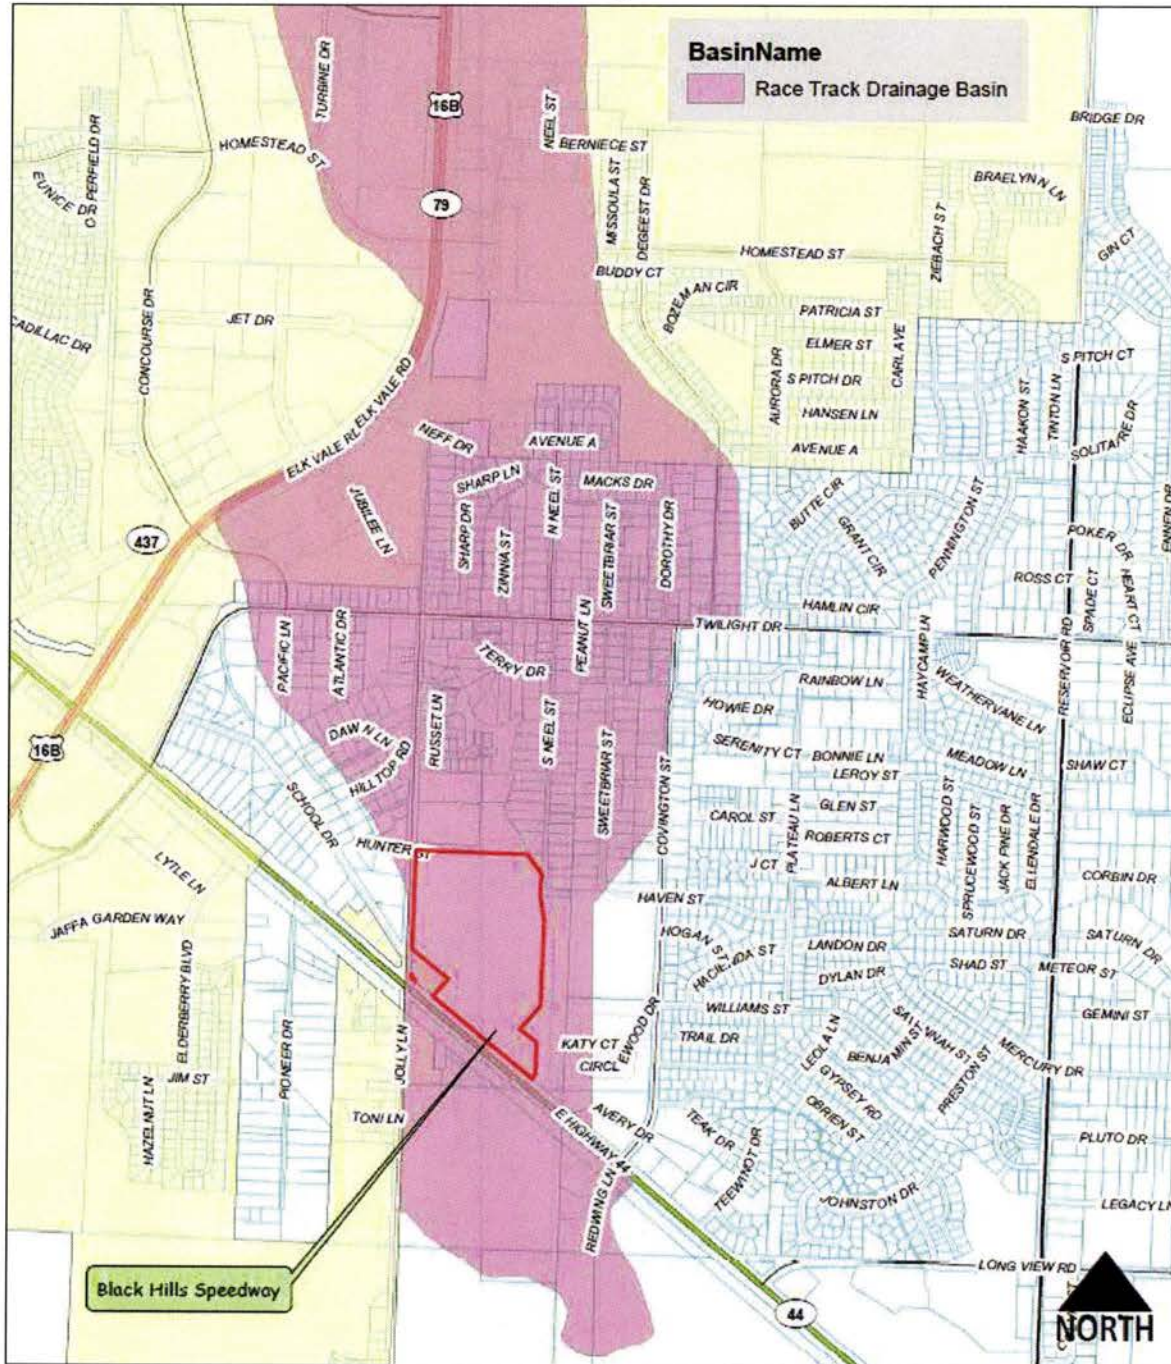 BasinName
Race Track Drainage Basin
TURBINE DR
16B
NEEL ST
BERNIECE ST
BRIDGE DR
HOMESTEAD ST
PERFIELD DR
EUNICE DR
MISSOULA ST
DEGEEST DR
BRAELYNN LN
79
ZIEBACH ST
GIN CT
HOMESTEAD ST
BUDDY CT
BOZEMAN CIR
CADILLAC DR
CONCOURSE DR
JET DR
PATRICIA ST
ELMER ST
CARL AVE
AURORA DR
S PITCH DR
HANSEN LN
AVENUE A
S PITCH CT
HAAKON ST
TINTON LN
SOLITAIRE DR
ELK VALE RD
ELK VALE RD
NEFF DR
AVENUE A
SHARP LN
MACKS DR
JUBILEE LN
SHARP DR
ZINNIA ST
N NEEL ST
SWEETBRIAR ST
DOROTHY DR
BUTTE CIR
GRANT CIR
PENNINGTON ST
ENNEN DR
POKER DR
437
ROSS CT
SPADE CT
HEART CT
HAMLIN CIR
TWILIGHT DR
PACIFIC LN
ATLANTIC DR
PEANUT LN
TERRY DR
HAYCAMP LN
RESERVOIR RD
ECLIPSE AVE
RAINBOW LN
WEATHERVANE LN
HOWIE DR
16B
DAWN LN
HILLTOP RD
RUSSET LN
S NEEL ST
SWEETBRIAR ST
COVINGTON ST
SERENITY CT
BONNIE LN
LEROY ST
MEADOW LN
SHAW CT
SCHOOL DR
CAROL ST
PLATEAU LN
GLEN ST
ROBERTS CT
HARWOOD ST
SPRUCEWOOD ST
JACK PINE DR
ELLENDALE DR
HUNTER ST
LYTLE LN
J CT
ALBERT LN
CORBIN DR
HAVEN ST
JAFFA GARDEN WAY
HOGAN ST
HACIENDA ST
LANDON DR
SATURN DR
SATURN DR
DYLAN DR
SHAD ST
METEOR ST
ELDERBERRY BLVD
PIONEER DR
WILLIAMS ST
SAVANNAH ST
GEMINI ST
JOLLY LN
KATY CT
EWOOD DR
TRAIL DR
LEOLA LN
BENJAMIN ST
PRESTON ST
MERCURY DR
CIRCL
HAZELNUT LN
JIM ST
GYPSEY RD
TONI LN
E HIGHWAY 44
AVERY DR
TEAK DR
OBRIEN ST
PLUTO DR
TEEWINOT DR
REDWING LN
JOHNSTON DR
LEGACY LN
LONG VIEW RD
Black Hills Speedway
44
NORTH